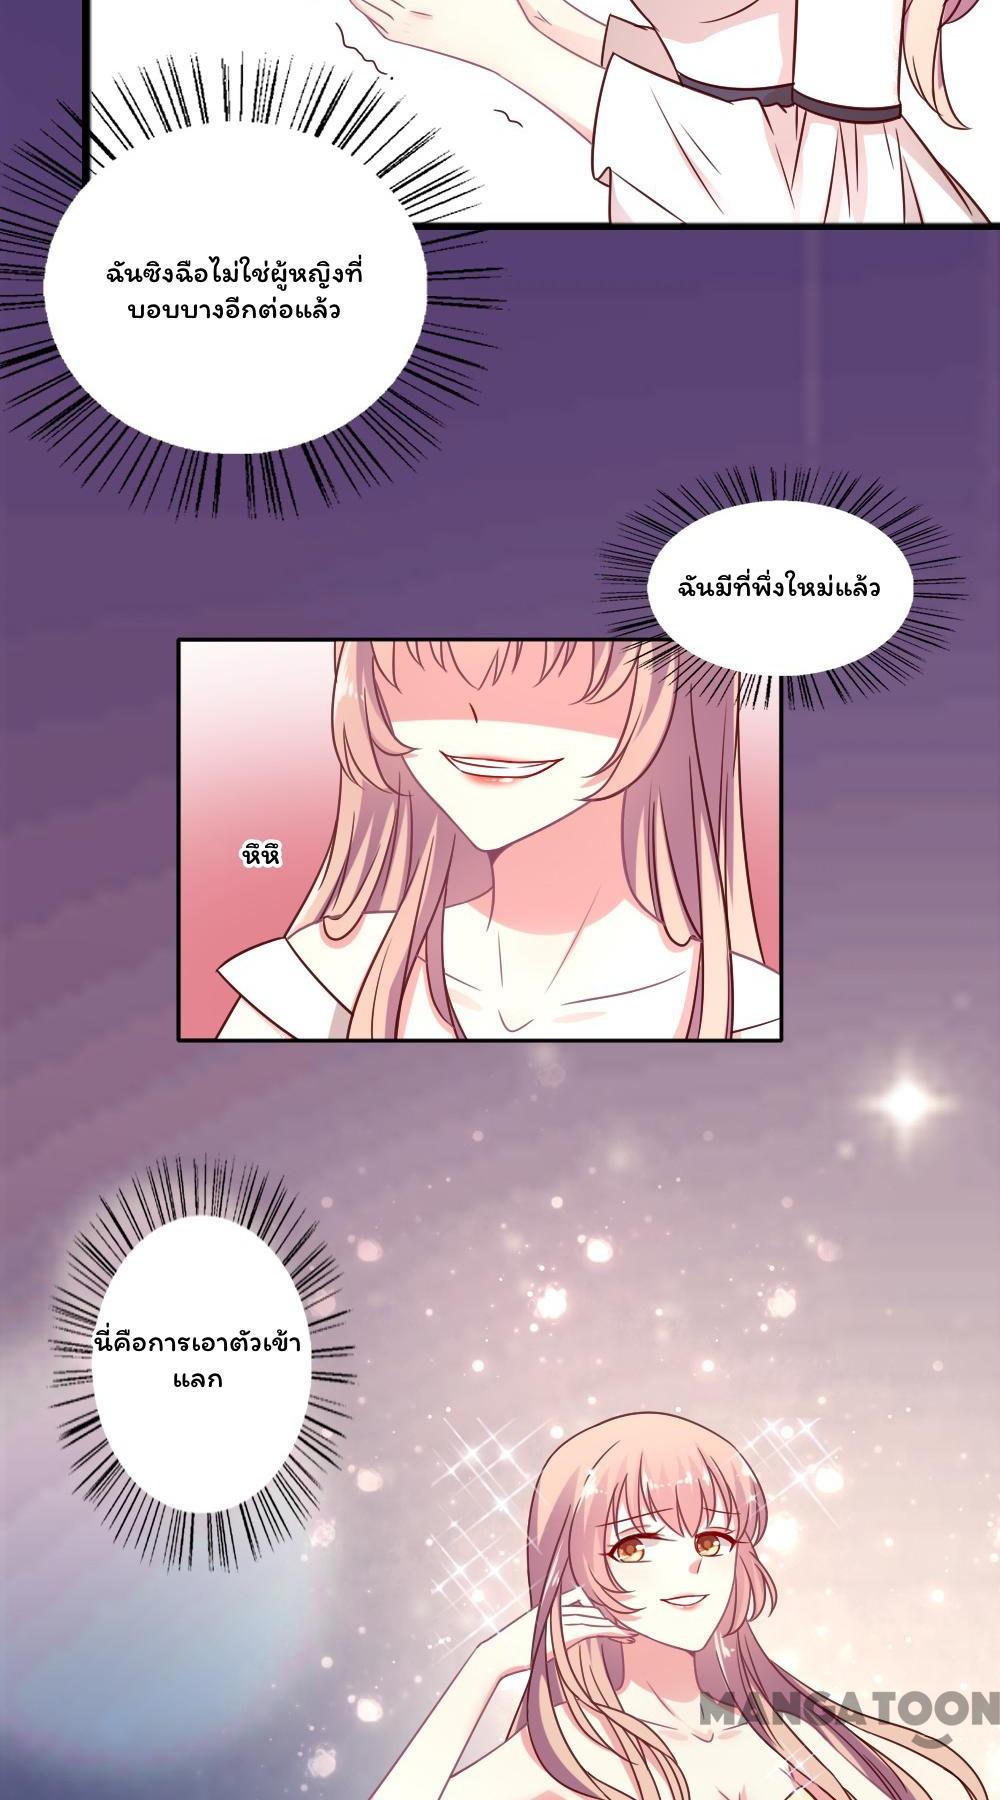 ฉันซิงฉือไม่ใช่ผู้หญิงที่
บอบบางอีกต่อแล้ว
ฉันมีที่พึ่งใหม่แล้ว
หึหึ
นี่คือการเอาตัวเข้า
แลก
MANGATOON